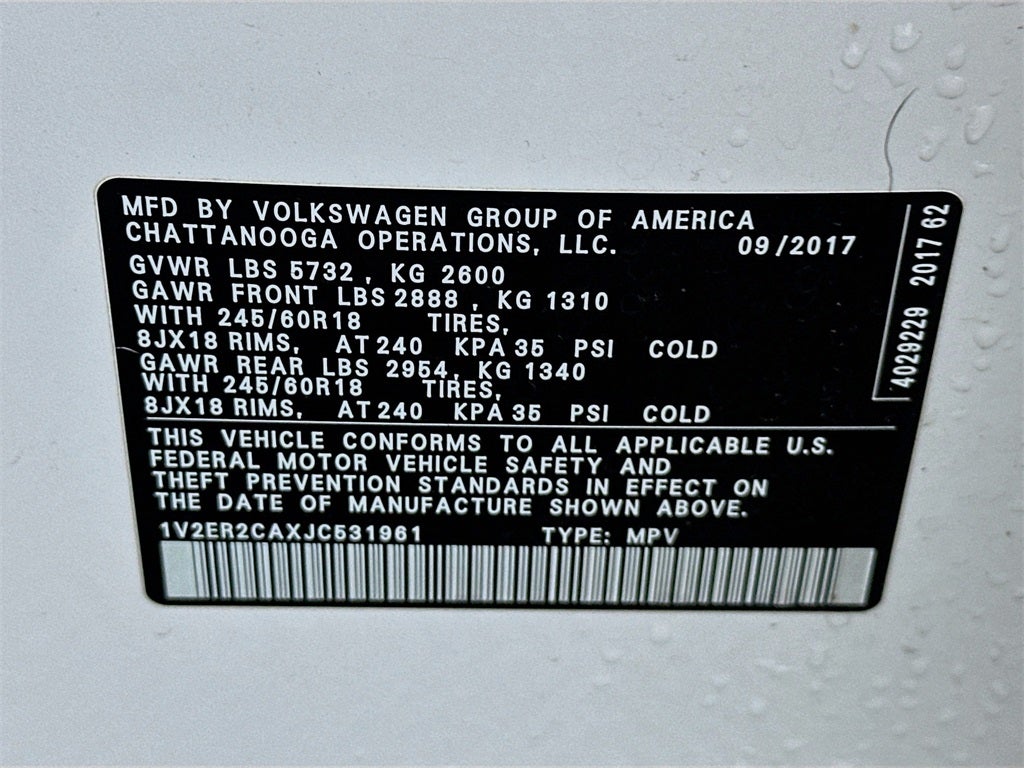 MFD BY VOLKSWAGEN GROUP OF AMERICA
CHATTANOOGA OPERATIONS, LLC. 09/2017
GVWR LBS 5732, KG 2600
GAWR FRONT LBS 2888, KG 1310
WITH 245/60R18 TIRES,
8JX18 RIMS, AT 240 KPA 35 PSI COLD
GAWR REAR LBS 2954, KG 1340
WITH 245/60R18 TIRES,
8JX18 RIMS, AT 240 KPA 35 PSI COLD
THIS VEHICLE CONFORMS TO ALL APPLICABLE U.S.
FEDERAL MOTOR VEHICLE SAFETY AND
THEFT PREVENTION STANDARDS IN EFFECT ON
THE DATE OF MANUFACTURE SHOWN ABOVE.
1V2ER2CAXJC531961 TYPE: MPV
4029229 2017 62